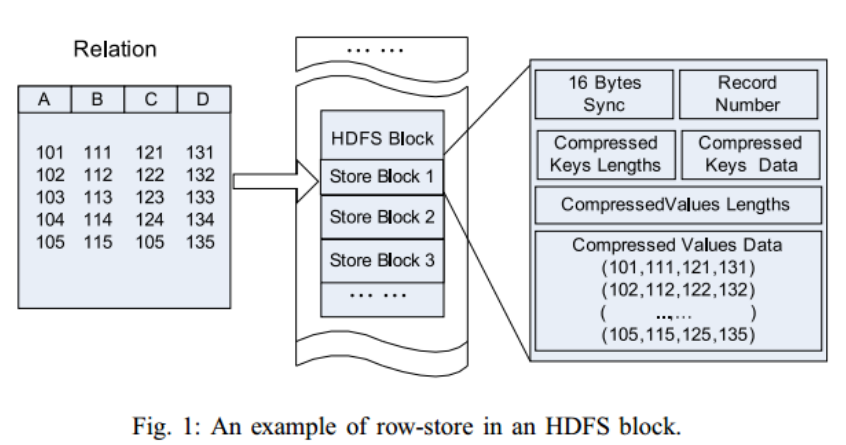 Relation
A B C D
101 111 121 131
102 112 122 132
103 113 123 133
104 114 124 134
105 115 105 135
... ...
HDFS Block
Store Block 1
Store Block 2
Store Block 3
... ...
16 Bytes
Sync
Record
Number
Compressed
Keys Lengths
Compressed
Keys Data
CompressedValues Lengths
Compressed Values Data
(101,111,121,131)
(102,112,122,132)
( ...,... )
(105,115,125,135)
Fig. 1: An example of row-store in an HDFS block.